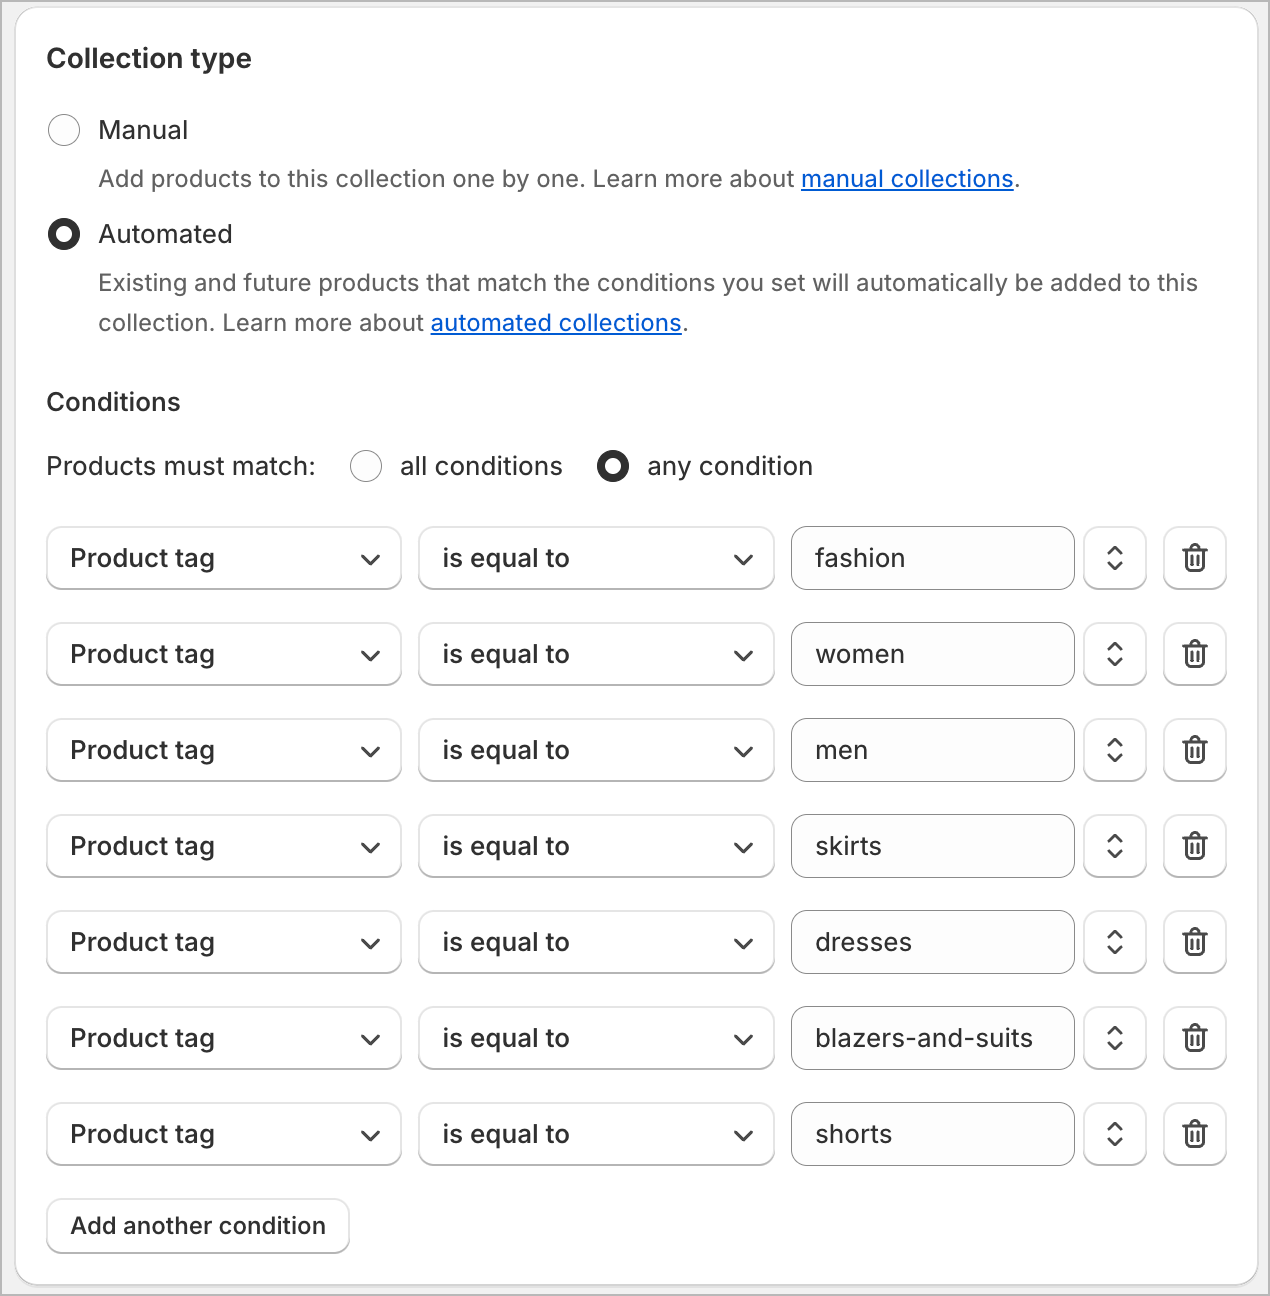 Collection type
Manual
Add products to this collection one by one. Learn more about manual collections.
Automated
Existing and future products that match the conditions you set will automatically be added to this
collection. Learn more about automated collections.
Conditions
Products must match: all conditions any condition
Product tag is equal to fashion
Product tag is equal to women
Product tag is equal to men
Product tag is equal to skirts
Product tag is equal to dresses
Product tag is equal to blazers-and-suits
Product tag is equal to shorts
Add another condition